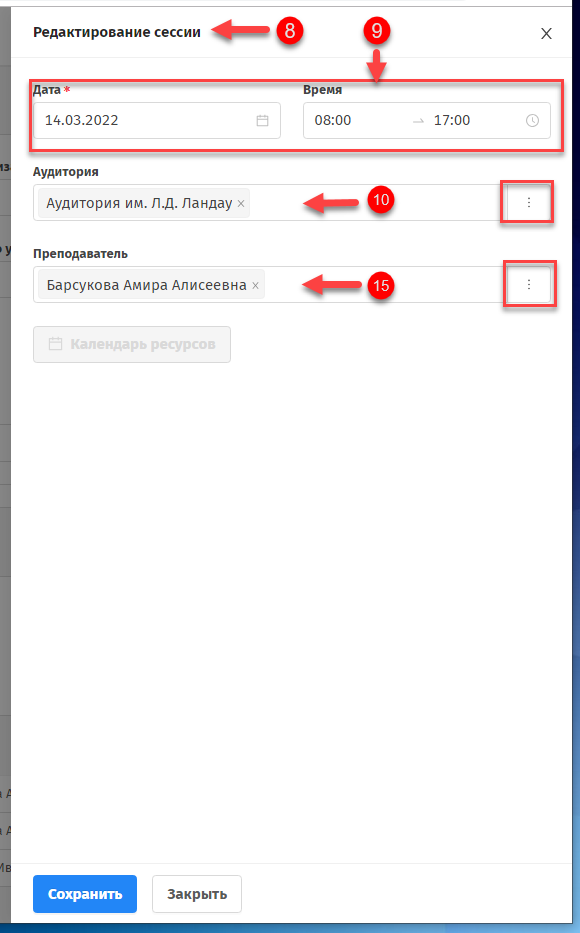 Редактирование сессии
8
9
Дата *
Время
14.03.2022
08:00
17:00
Аудитория
Аудитория им. Л.Д. Ландау ×
10
Преподаватель
Барсукова Амира Алисеевна ×
15
Календарь ресурсов
Сохранить
Закрыть